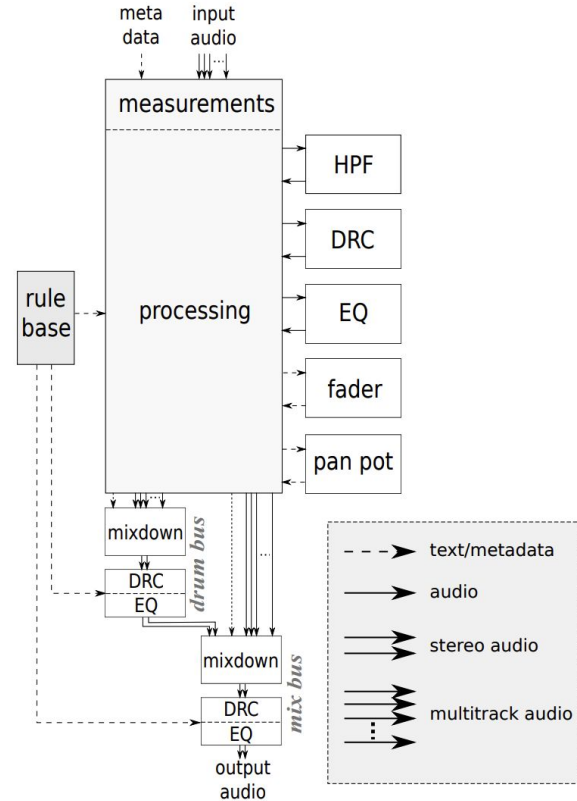 meta
data
input
audio
measurements
HPF
DRC
EQ
rule
base
processing
fader
pan pot
mixdown
drum bus
DRC
EQ
mixdown
mix bus
DRC
EQ
output
audio
text/metadata
audio
stereo audio
multitrack audio